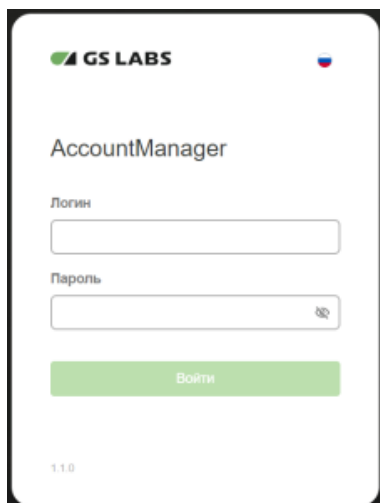 GS LABS
AccountManager
Логин
Пароль
Войти
1.1.0